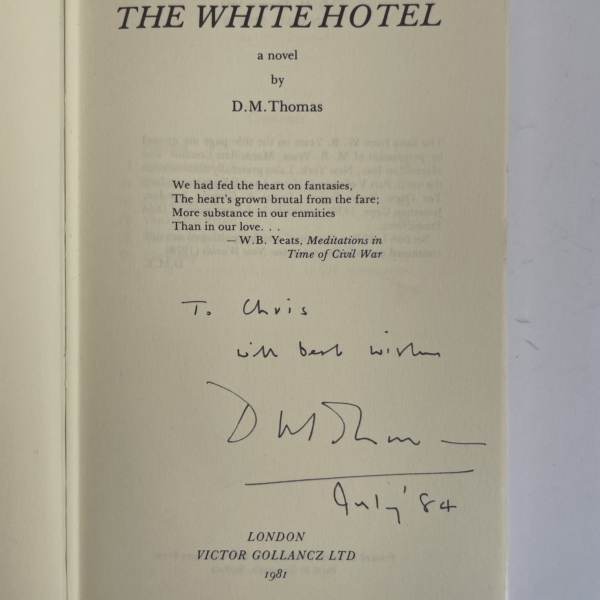 THE WHITE HOTEL
a novel
by
D.M.Thomas
We had fed the heart on fantasies,
The heart's grown brutal from the fare;
More substance in our enmities
Than in our love. . .
— W.B. Yeats, Meditations in
Time of Civil War
To Chris
with best wishes
D M Thomas
July '84
LONDON
VICTOR GOLLANCZ LTD
1981